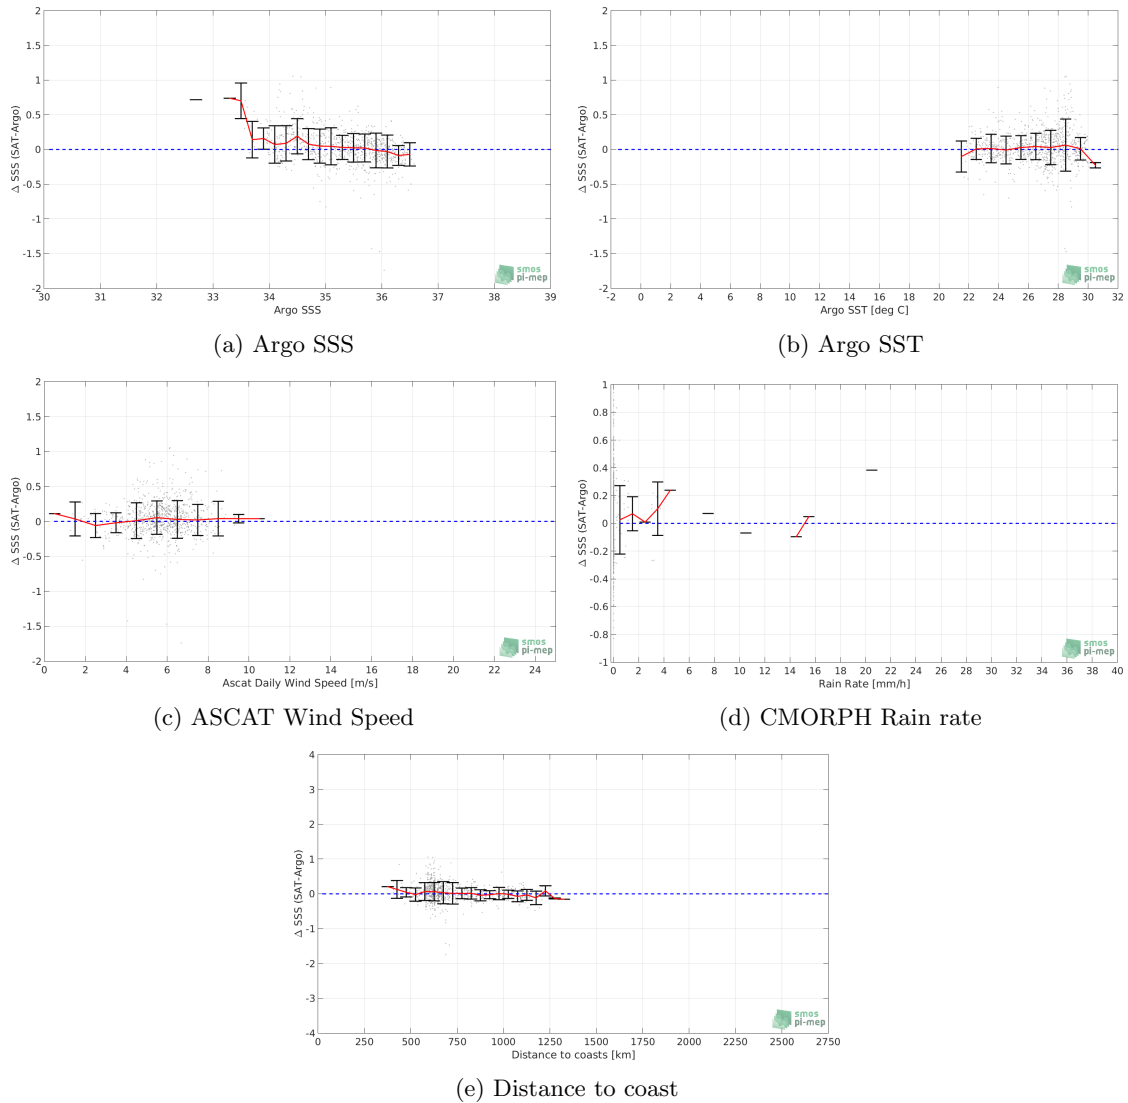 2
1.5
1
0.5
0
-0.5
-1
-1.5
-2
Δ SSS (SAT-Argo)
30 31 32 33 34 35 36 37 38 39
Argo SSS
smos
pi-mep
(a) Argo SSS
2
1.5
1
0.5
0
-0.5
-1
-1.5
-2
Δ SSS (SAT-Argo)
-2 0 2 4 6 8 10 12 14 16 18 20 22 24 26 28 30 32
Argo SST [deg C]
smos
pi-mep
(b) Argo SST
2
1.5
1
0.5
0
-0.5
-1
-1.5
-2
Δ SSS (SAT-Argo)
0 2 4 6 8 10 12 14 16 18 20 22 24
Ascat Daily Wind Speed [m/s]
smos
pi-mep
(c) ASCAT Wind Speed
1
0.8
0.6
0.4
0.2
0
-0.2
-0.4
-0.6
-0.8
-1
Δ SSS (SAT-Argo)
0 2 4 6 8 10 12 14 16 18 20 22 24 26 28 30 32 34 36 38 40
Rain Rate [mm/h]
smos
pi-mep
(d) CMORPH Rain rate
4
3
2
1
0
-1
-2
-3
-4
Δ SSS (SAT-Argo)
0 250 500 750 1000 1250 1500 1750 2000 2250 2500 2750
Distance to coasts [km]
smos
pi-mep
(e) Distance to coast